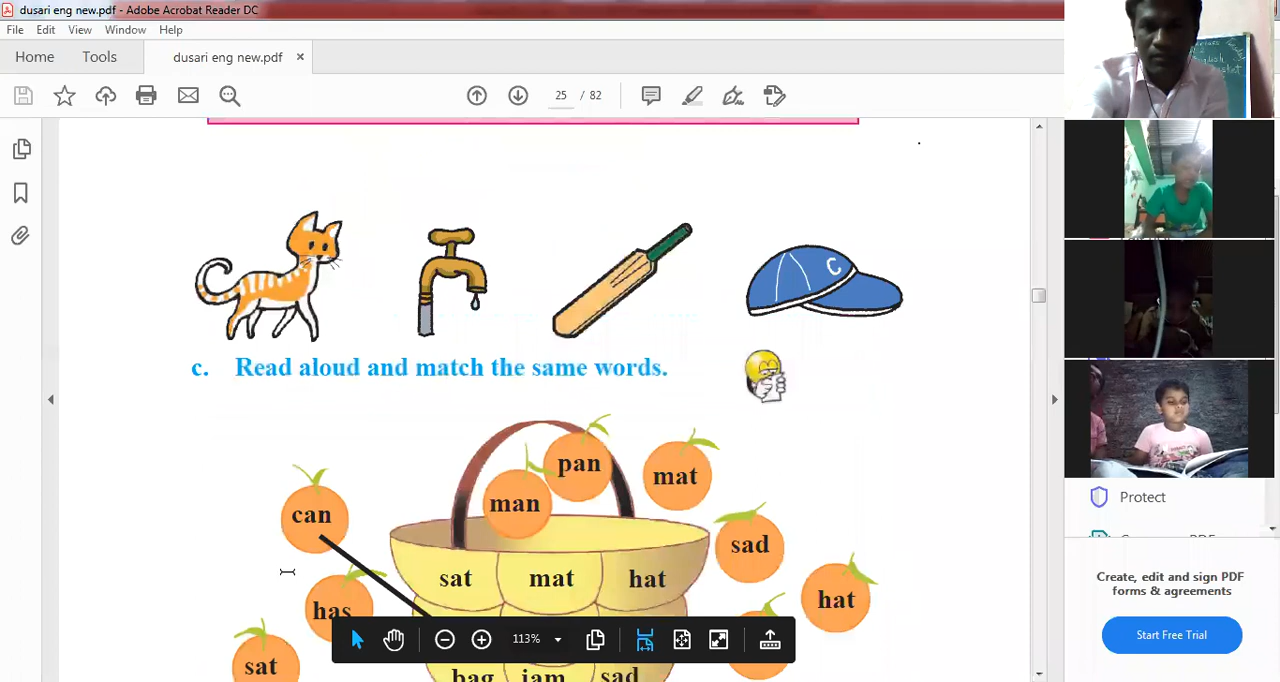 dusari eng new.pdf - Adobe Acrobat Reader DC
File Edit View Window Help
Home Tools dusari eng new.pdf ×
25 / 82
C
c. Read aloud and match the same words.
pan
mat
man
can
sad
sat mat hat
hat
has
113%
sat
bag jam sad
English
Protect
Create, edit and sign PDF
forms & agreements
Start Free Trial